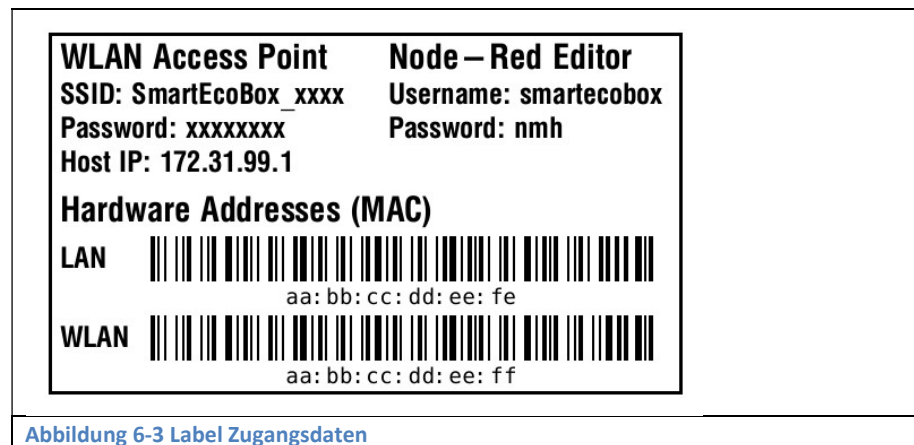 WLAN Access Point
SSID: SmartEcoBox_xxxx
Password: xxxxxxxx
Host IP: 172.31.99.1
Node – Red Editor
Username: smartecobox
Password: nmh
Hardware Addresses (MAC)
LAN
aa:bb:cc:dd:ee:fe
WLAN
aa:bb:cc:dd:ee:ff
Abbildung 6-3 Label Zugangsdaten